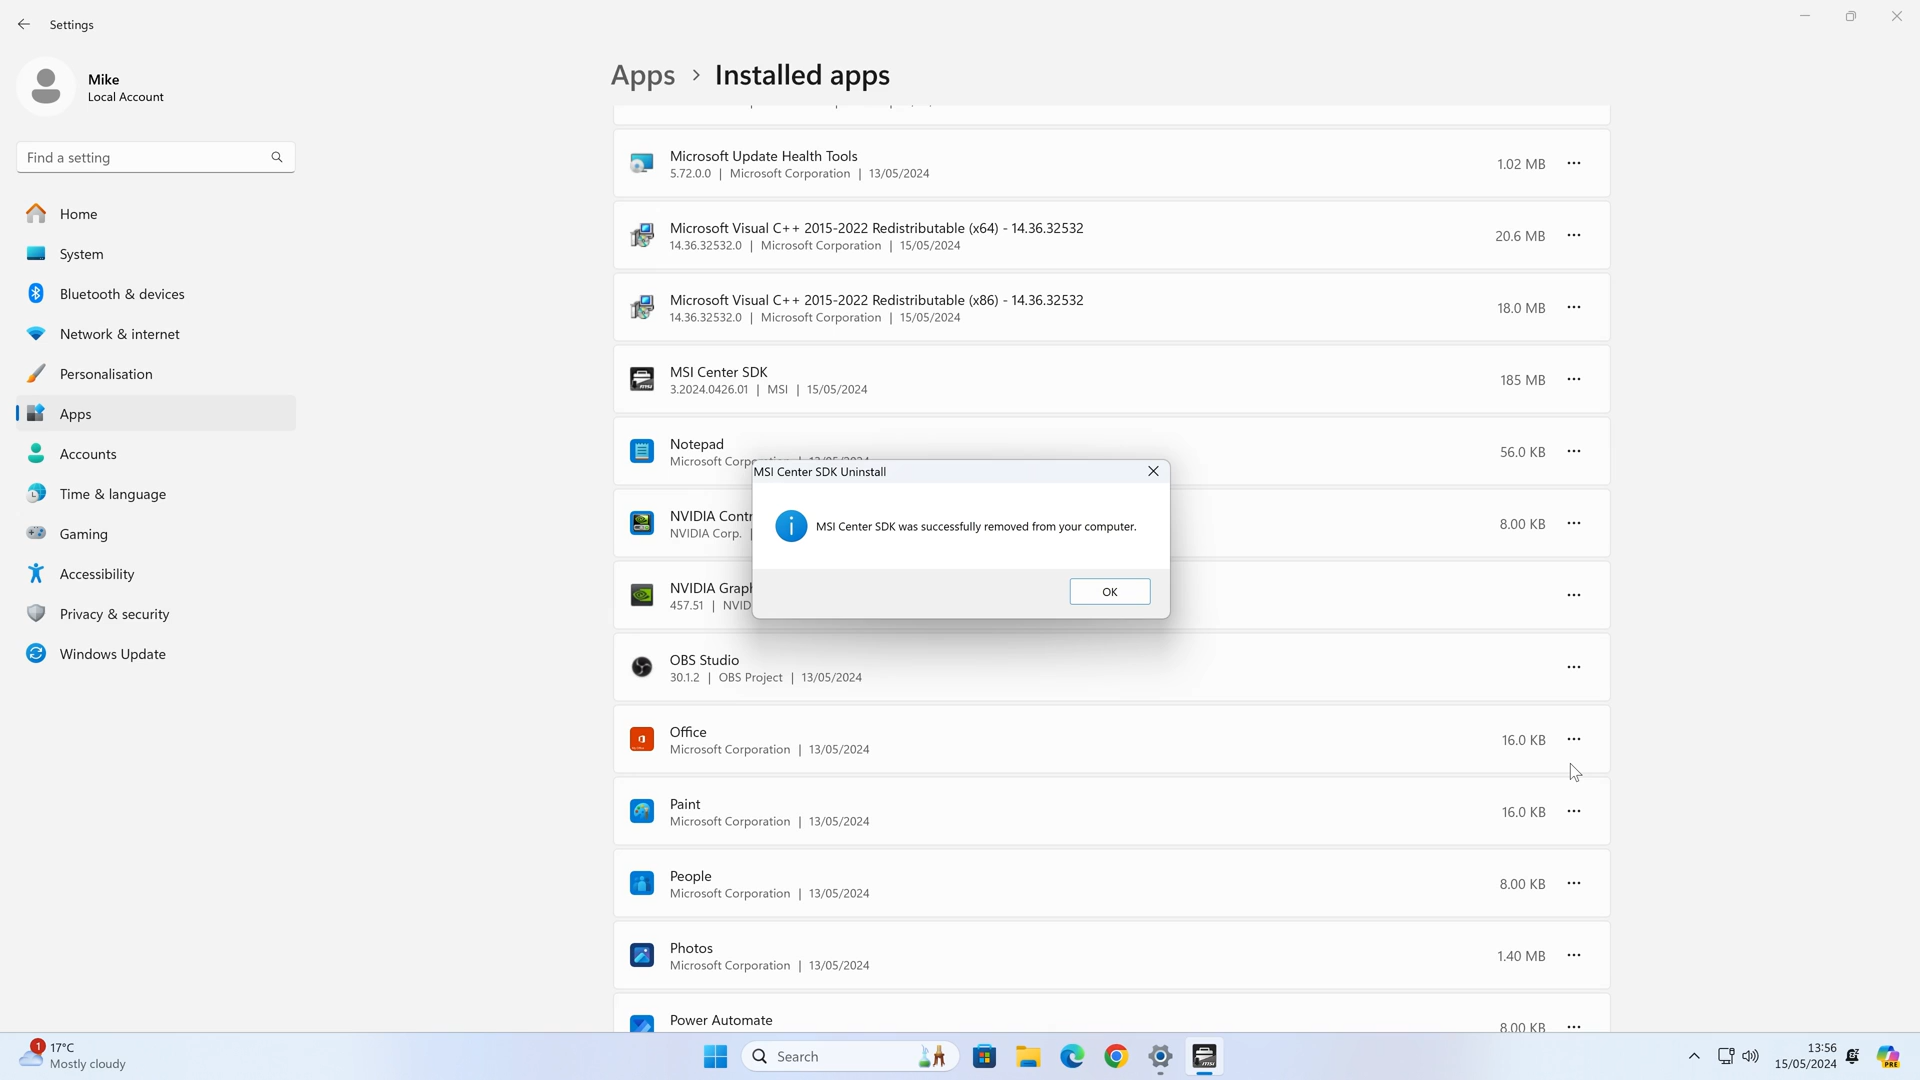 Settings
Mike
Local Account
Find a setting
Home
System
Bluetooth & devices
Network & internet
Personalisation
Apps
Accounts
Time & language
Gaming
Accessibility
Privacy & security
Windows Update
Apps > Installed apps
Microsoft Update Health Tools
5.72.0.0 | Microsoft Corporation | 13/05/2024
1.02 MB
Microsoft Visual C++ 2015-2022 Redistributable (x64) - 14.36.32532
14.36.32532.0 | Microsoft Corporation | 15/05/2024
20.6 MB
Microsoft Visual C++ 2015-2022 Redistributable (x86) - 14.36.32532
14.36.32532.0 | Microsoft Corporation | 15/05/2024
18.0 MB
MSI Center SDK
3.2024.0426.01 | MSI | 15/05/2024
185 MB
Notepad
Microsoft
56.0 KB
MSI Center SDK Uninstall
MSI Center SDK was successfully removed from your computer.
OK
NVIDIA
NVIDIA Corp. |
8.00 KB
NVIDIA
457.51 |
OBS Studio
30.1.2 | OBS Project | 13/05/2024
Office
Microsoft Corporation | 13/05/2024
16.0 KB
Paint
Microsoft Corporation | 13/05/2024
16.0 KB
People
Microsoft Corporation | 13/05/2024
8.00 KB
Photos
Microsoft Corporation | 13/05/2024
1.40 MB
Power Automate
8.00 KB
1
17°C
Mostly cloudy
Search
13:56
15/05/2024
PRE